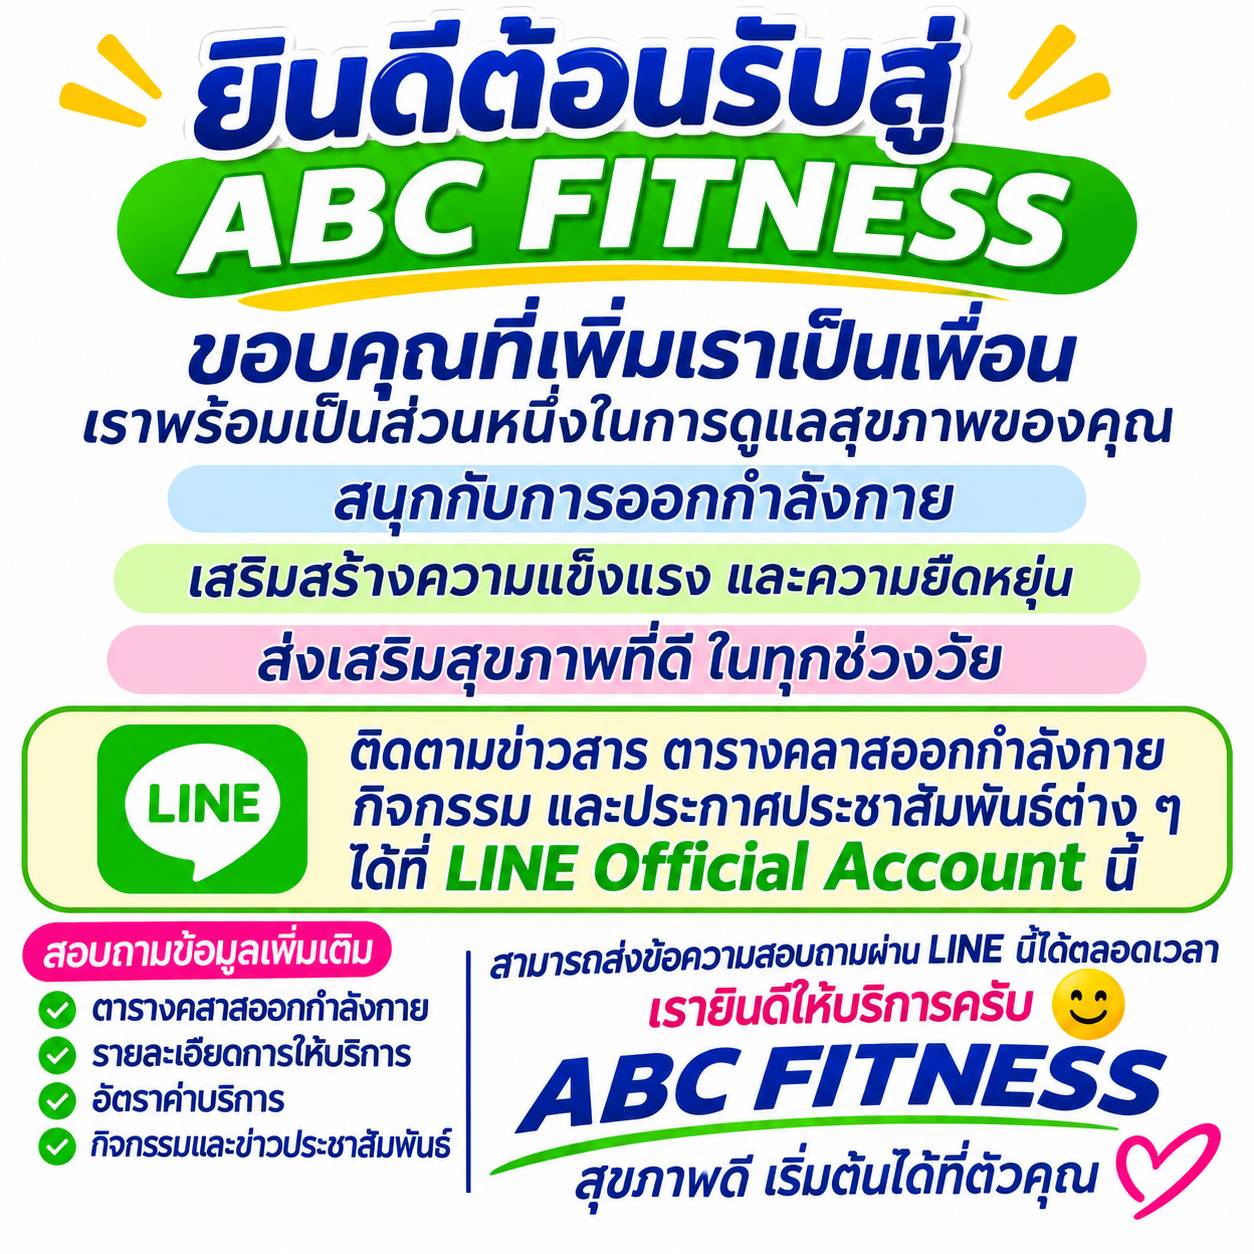 ยินดีต้อนรับสู่
ABC FITNESS
ขอบคุณที่เพิ่มเราเป็นเพื่อน
เราพร้อมเป็นส่วนหนึ่งในการดูแลสุขภาพของคุณ
สนุกกับการออกกำลังกาย
เสริมสร้างความแข็งแรง และความยืดหยุ่น
ส่งเสริมสุขภาพที่ดี ในทุกช่วงวัย
LINE
ติดตามข่าวสาร ตารางคลาสออกกำลังกาย
กิจกรรม และประกาศประชาสัมพันธ์ต่าง ๆ
ได้ที่ LINE Official Account นี้
สอบถามข้อมูลเพิ่มเติม
ตารางคสาสออกกำลังกาย
รายละเอียดการให้บริการ
อัตราค่าบริการ
กิจกรรมและข่าวประชาสัมพันธ์
สามารถส่งข้อความสอบถามผ่าน LINE นี้ได้ตลอดเวลา
เรายินดีให้บริการครับ
ABC FITNESS
สุขภาพดี เริ่มต้นได้ที่ตัวคุณ